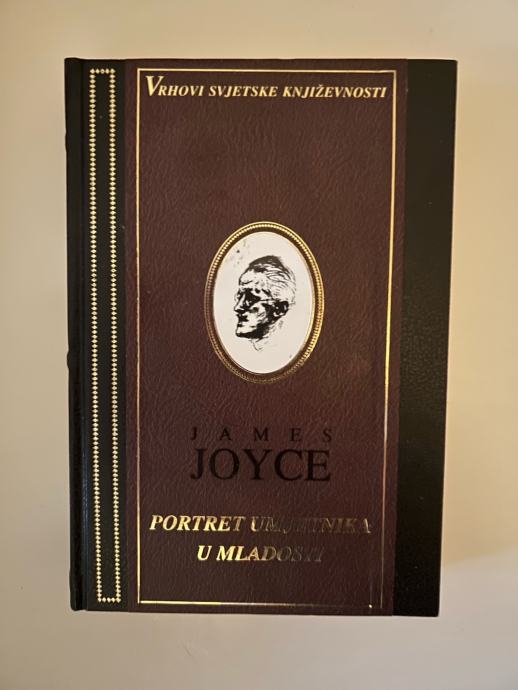 VRHOVI SVJETSKE KNJIŽEVNOSTI
JAMES
JOYCE
PORTRET UMJETNIKA
U MLADOSTI